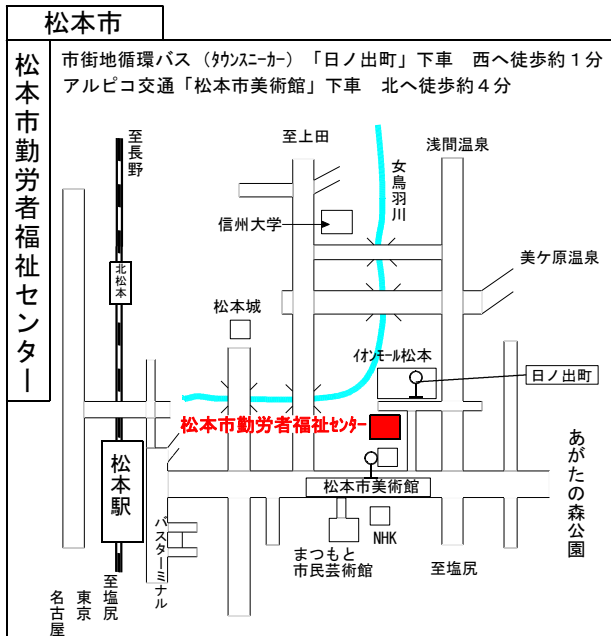 松本市
松本市勤労者福祉センター
市街地循環バス（ﾀｳﾝｽﾆｰｶｰ）「日ノ出町」下車　西へ徒歩約１分
アルピコ交通「松本市美術館」下車　北へ徒歩約４分
至長野
至上田
女鳥羽川
浅間温泉
信州大学
美ケ原温泉
北松本
松本城
ｲｵﾝﾓｰﾙ松本
日ノ出町
松本市勤労者福祉ｾﾝﾀｰ
あがたの森公園
松本駅
松本市美術館
バスターミナル
まつもと
市民芸術館
NHK
至塩尻
至塩尻
東京
名古屋